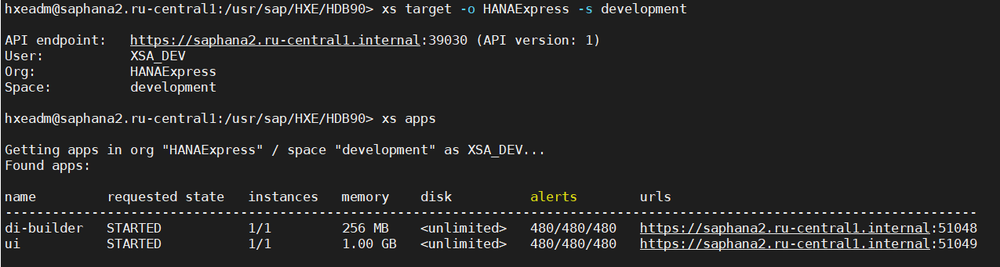 hxeadm@saphana2.ru-central1:/usr/sap/HXE/HDB90> xs target -o HANAExpress -s development
API endpoint: https://saphana2.ru-central1.internal:39030 (API version: 1)
User: XSA_DEV
Org: HANAExpress
Space: development
hxeadm@saphana2.ru-central1:/usr/sap/HXE/HDB90> xs apps
Getting apps in org "HANAExpress" / space "development" as XSA_DEV...
Found apps:
name requested state instances memory disk alerts urls
----------------------------------------------------------------------------------------------------------------------------
di-builder STARTED 1/1 256 MB <unlimited> 480/480/480 https://saphana2.ru-central1.internal:51048
ui STARTED 1/1 1.00 GB <unlimited> 480/480/480 https://saphana2.ru-central1.internal:51049